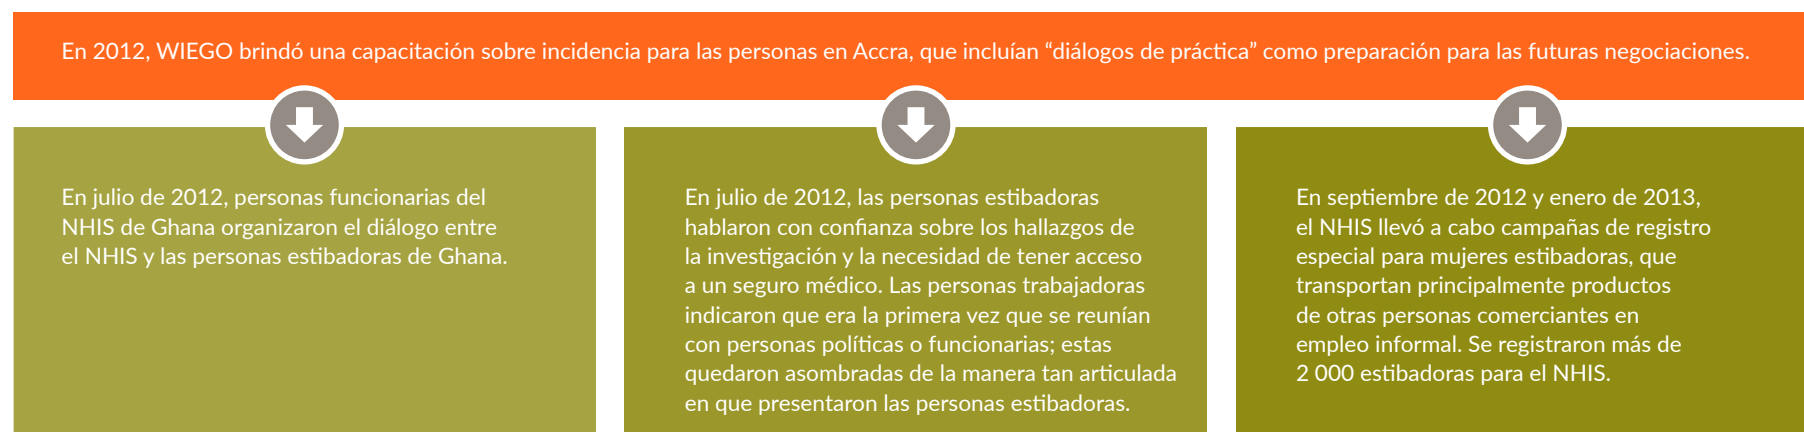 En 2012, WIEGO brindó una capacitación sobre incidencia para las personas en Accra, que incluían “diálogos de práctica” como preparación para las futuras negociaciones.
En julio de 2012, personas funcionarias del
NHIS de Ghana organizaron el diálogo entre
el NHIS y las personas estibadoras de Ghana.
En julio de 2012, las personas estibadoras
hablaron con confianza sobre los hallazgos de
la investigación y la necesidad de tener acceso
a un seguro médico. Las personas trabajadoras
indicaron que era la primera vez que se reunían
con personas políticas o funcionarias; estas
quedaron asombradas de la manera tan articulada
en que presentaron las personas estibadoras.
En septiembre de 2012 y enero de 2013,
el NHIS llevó a cabo campañas de registro
especial para mujeres estibadoras, que
transportan principalmente productos
de otras personas comerciantes en
empleo informal. Se registraron más de
2 000 estibadoras para el NHIS.